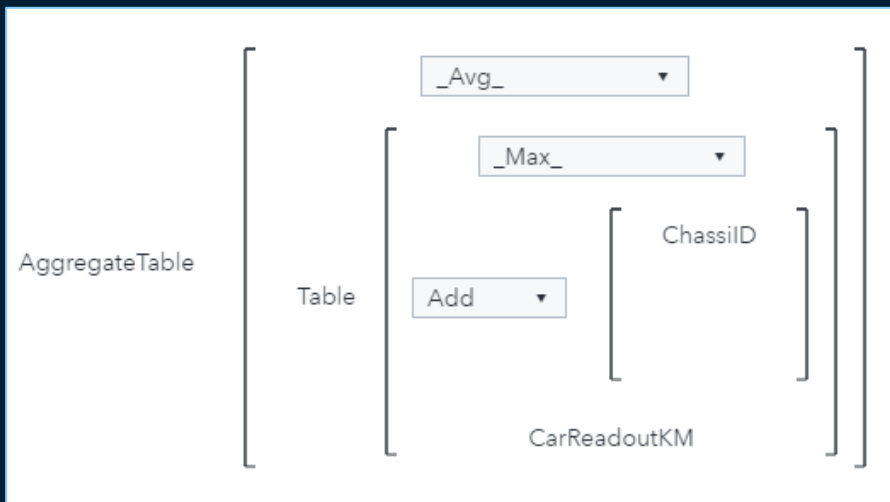 _Avg_
_Max_
ChassiID
AggregateTable
Table
Add
CarReadoutKM